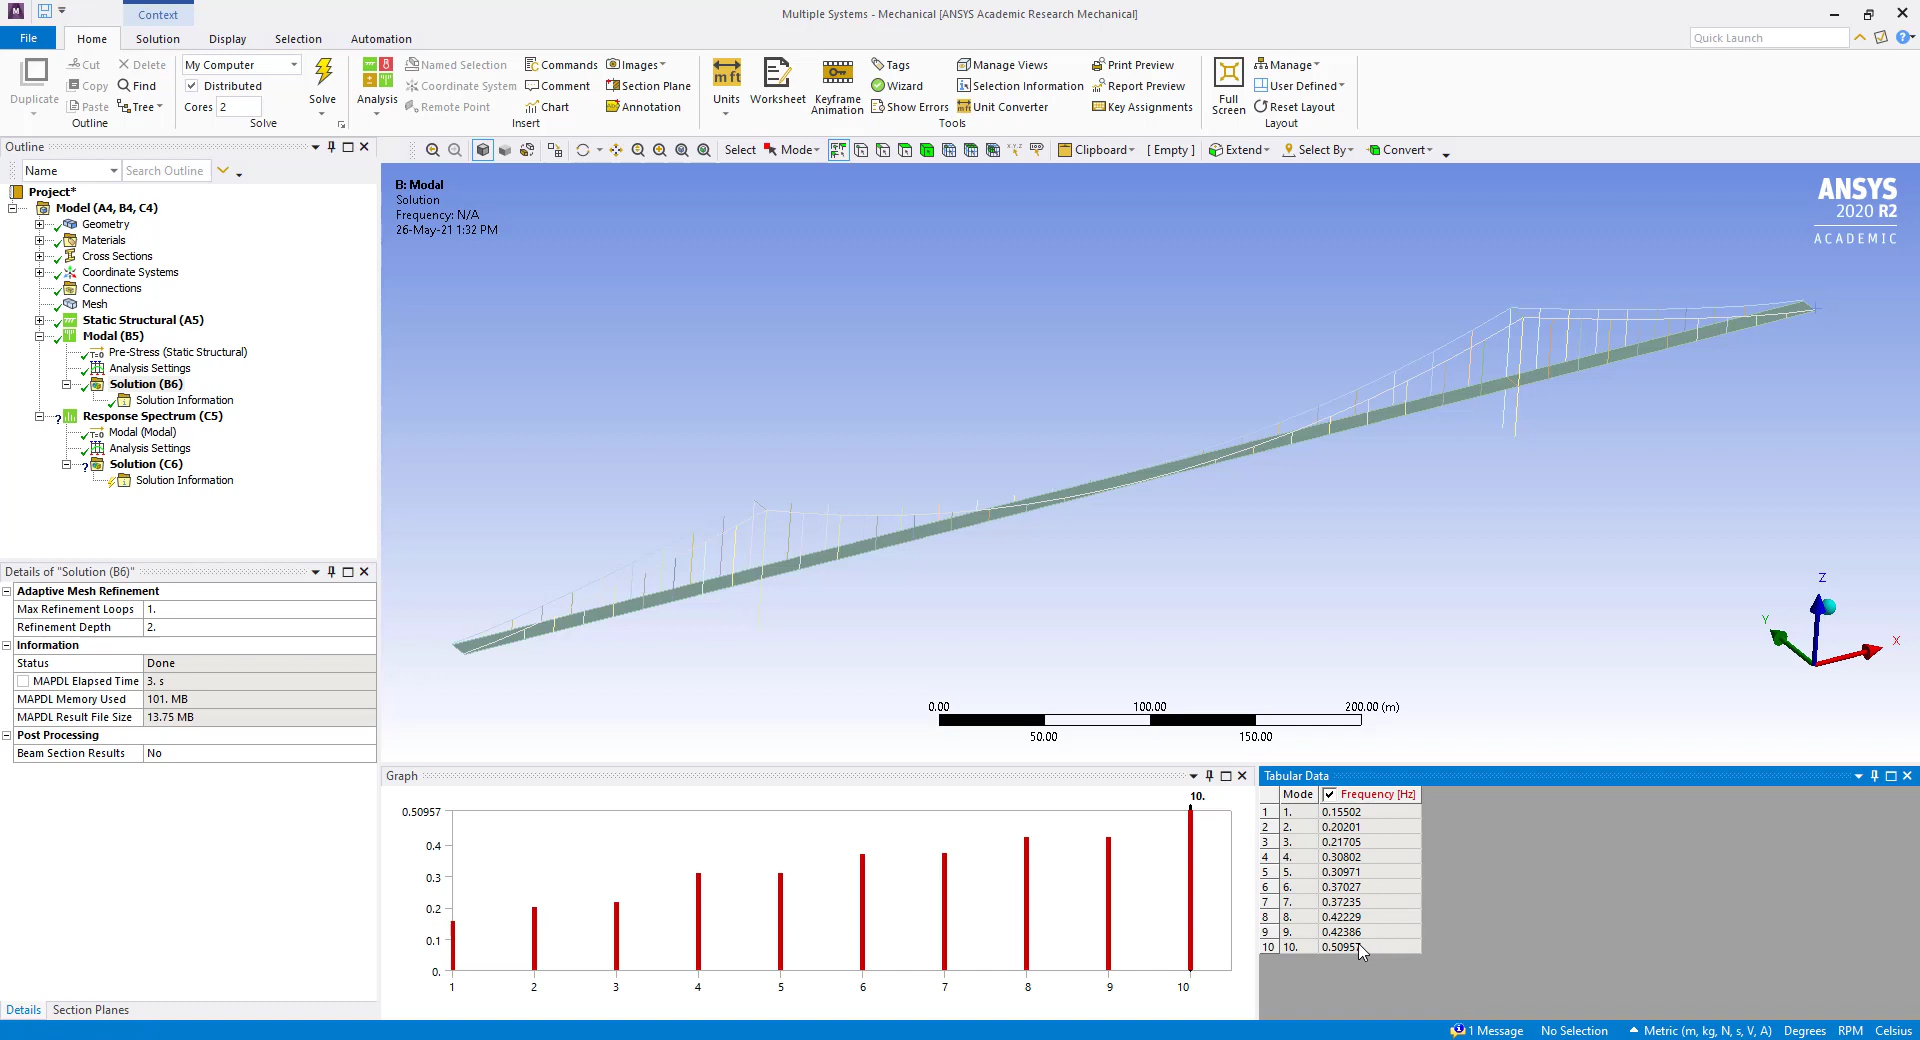 Context
Multiple Systems - Mechanical [ANSYS Academic Research Mechanical]
File Home Solution Display Selection Automation
Quick Launch
Duplicate
Cut Delete
Copy Find
Paste Tree
Outline
My Computer
Distributed
Cores 2
Solve
Solve
Analysis
Named Selection Commands Images
Coordinate System Comment Section Plane
Remote Point Chart Annotation
Insert
Units
Worksheet
Keyframe Animation
Tags
Wizard
Show Errors
Manage Views
Selection Information
Unit Converter
Print Preview
Report Preview
Key Assignments
Tools
Full Screen
Manage
User Defined
Reset Layout
Layout
Outline
Name Search Outline
Select Mode Clipboard [ Empty ] Extend Select By Convert
Project*
Model (A4, B4, C4)
Geometry
Materials
Cross Sections
Coordinate Systems
Connections
Mesh
Static Structural (A5)
Modal (B5)
Pre-Stress (Static Structural)
Analysis Settings
Solution (B6)
Solution Information
Response Spectrum (C5)
Modal (Modal)
Analysis Settings
Solution (C6)
Solution Information
B: Modal
Solution
Frequency: N/A
26-May-21 1:32 PM
ANSYS
2020 R2
ACADEMIC
Z
Y
X
0.00 100.00 200.00 (m)
50.00 150.00
Details of "Solution (B6)"
Adaptive Mesh Refinement
Max Refinement Loops 1.
Refinement Depth 2.
Information
Status Done
MAPDL Elapsed Time 3. s
MAPDL Memory Used 101. MB
MAPDL Result File Size 13.75 MB
Post Processing
Beam Section Results No
Details Section Planes
Graph
10.
0.50957
0.4
0.3
0.2
0.1
0.
1 2 3 4 5 6 7 8 9 10
Tabular Data
Mode Frequency [Hz]
1 1. 0.15502
2 2. 0.20201
3 3. 0.21705
4 4. 0.30802
5 5. 0.30971
6 6. 0.37027
7 7. 0.37235
8 8. 0.42229
9 9. 0.42386
10 10. 0.50957
1 Message No Selection Metric (m, kg, N, s, V, A) Degrees RPM Celsius